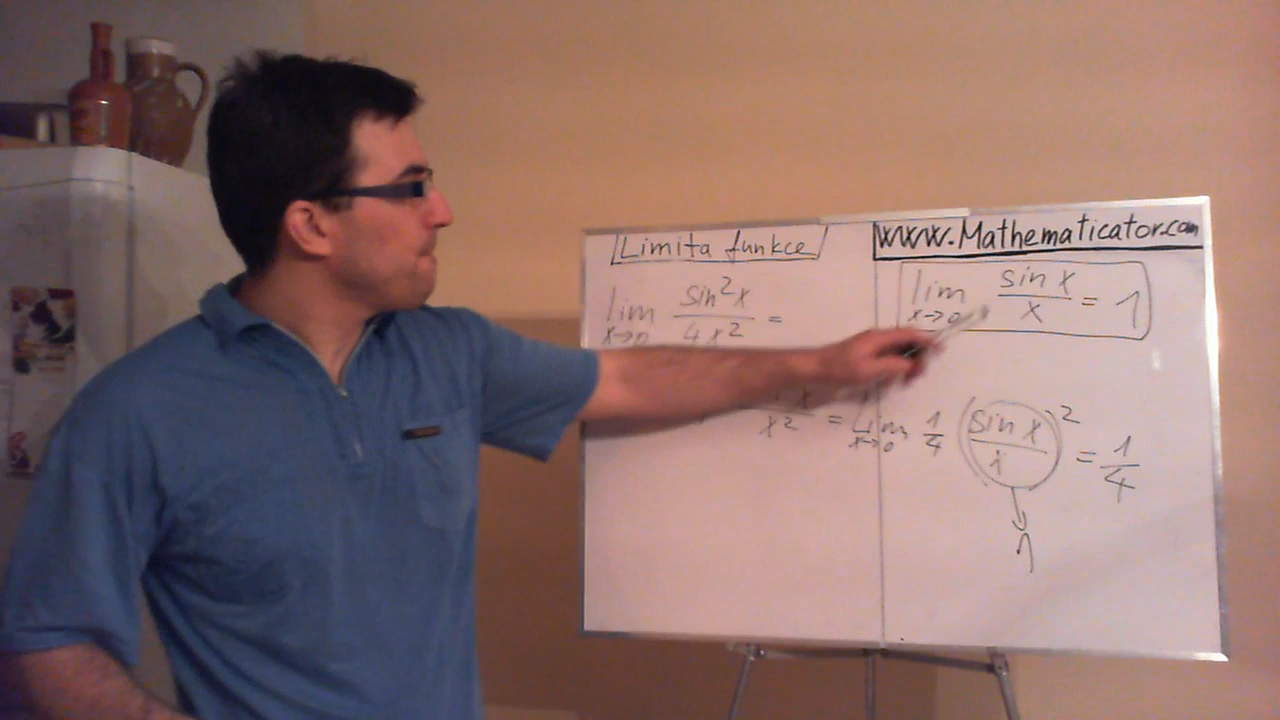 Limita funkce
www.Mathematicator.com
lim x→0 sin²x / 4x² =
lim x→0 sin x / x = 1
x² = lim x→0 1/4 (sin x / x)² = 1/4
1